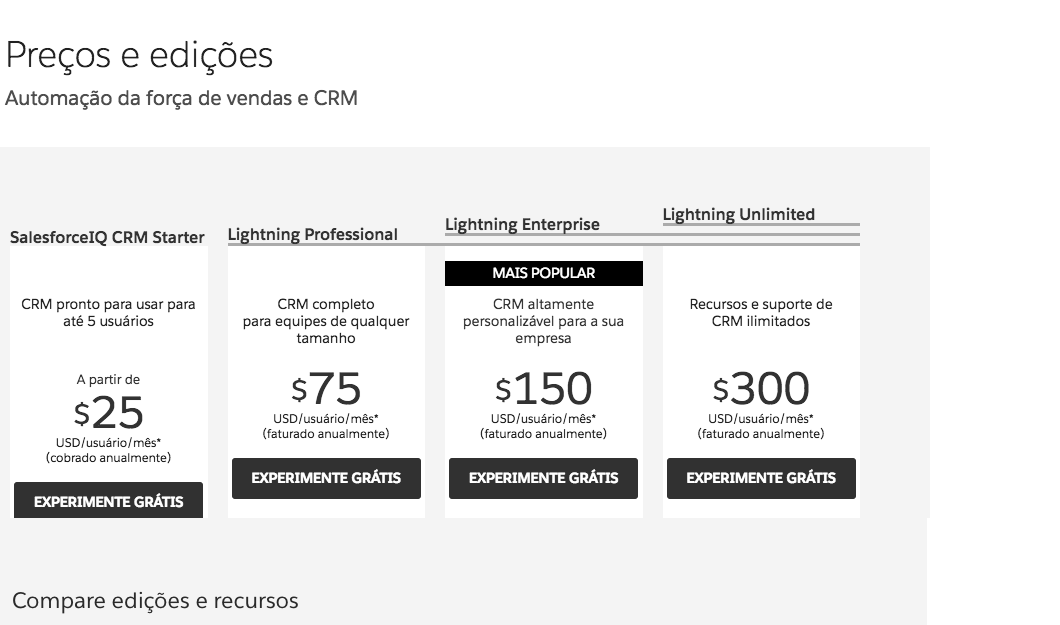 Preços e edições
Automação da força de vendas e CRM
SalesforceIQ CRM Starter
CRM pronto para usar para
até 5 usuários
A partir de
$25
USD/usuário/mês*
(cobrado anualmente)
EXPERIMENTE GRÁTIS
Lightning Professional
CRM completo
para equipes de qualquer
tamanho
$75
USD/usuário/mês*
(faturado anualmente)
EXPERIMENTE GRÁTIS
Lightning Enterprise
MAIS POPULAR
CRM altamente
personalizável para a sua
empresa
$150
USD/usuário/mês*
(faturado anualmente)
EXPERIMENTE GRÁTIS
Lightning Unlimited
Recursos e suporte de
CRM ilimitados
$300
USD/usuário/mês*
(faturado anualmente)
EXPERIMENTE GRÁTIS
Compare edições e recursos